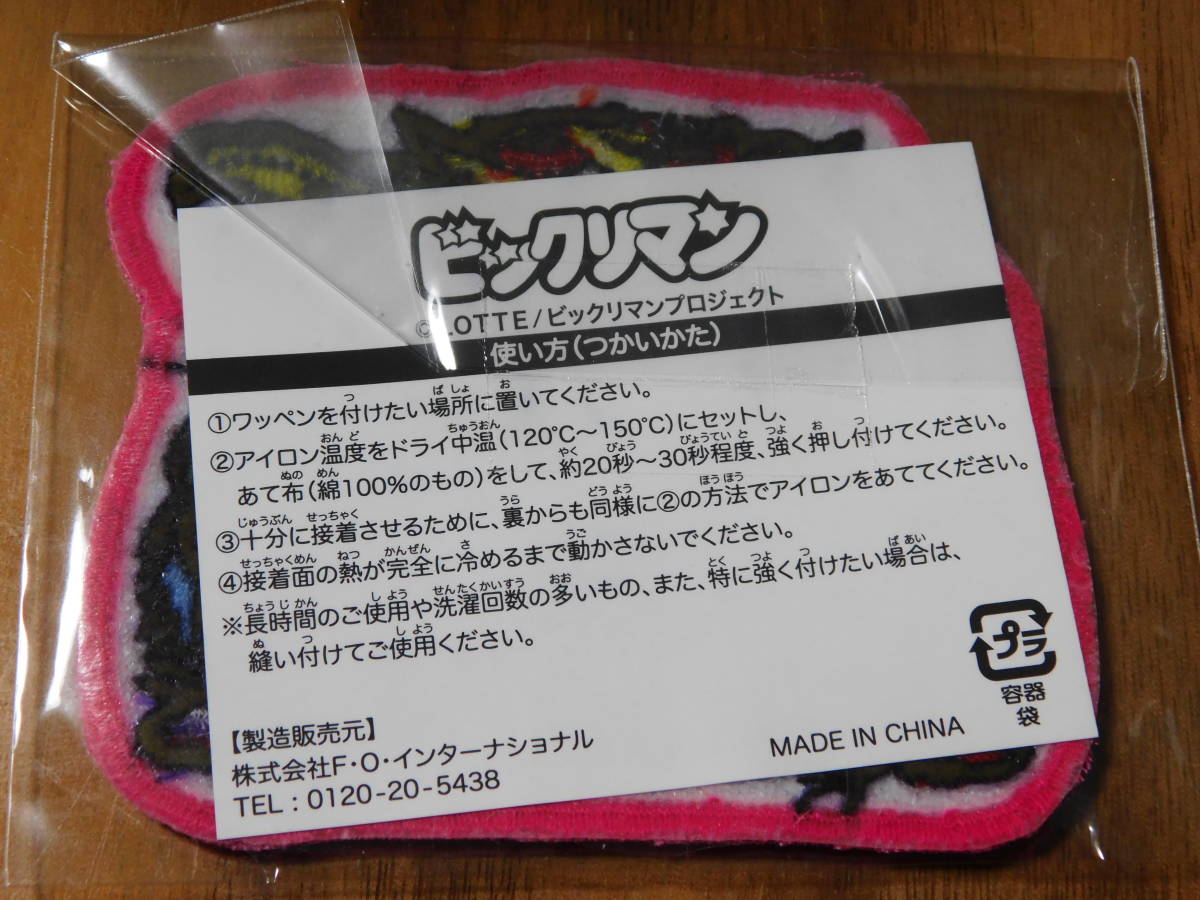 ビックリマン
© LOTTE/ビックリマンプロジェクト
使い方(つかいかた)
①ワッペンを付けたい場所に置いてください。
②アイロン温度をドライ中温(120℃～150℃)にセットし、
あて布(綿100%のもの)をして、約20秒～30秒程度、強く押し付けてください。
③十分に接着させるために、裏からも同様に②の方法でアイロンをあててください。
④接着面の熱が完全に冷めるまで動かさないでください。
※長時間のご使用や洗濯回数の多いもの、また、特に強く付けたい場合は、
縫い付けてご使用ください。
プラ
容器
袋
【製造販売元】
株式会社F・O・インターナショナル
TEL : 0120-20-5438
MADE IN CHINA